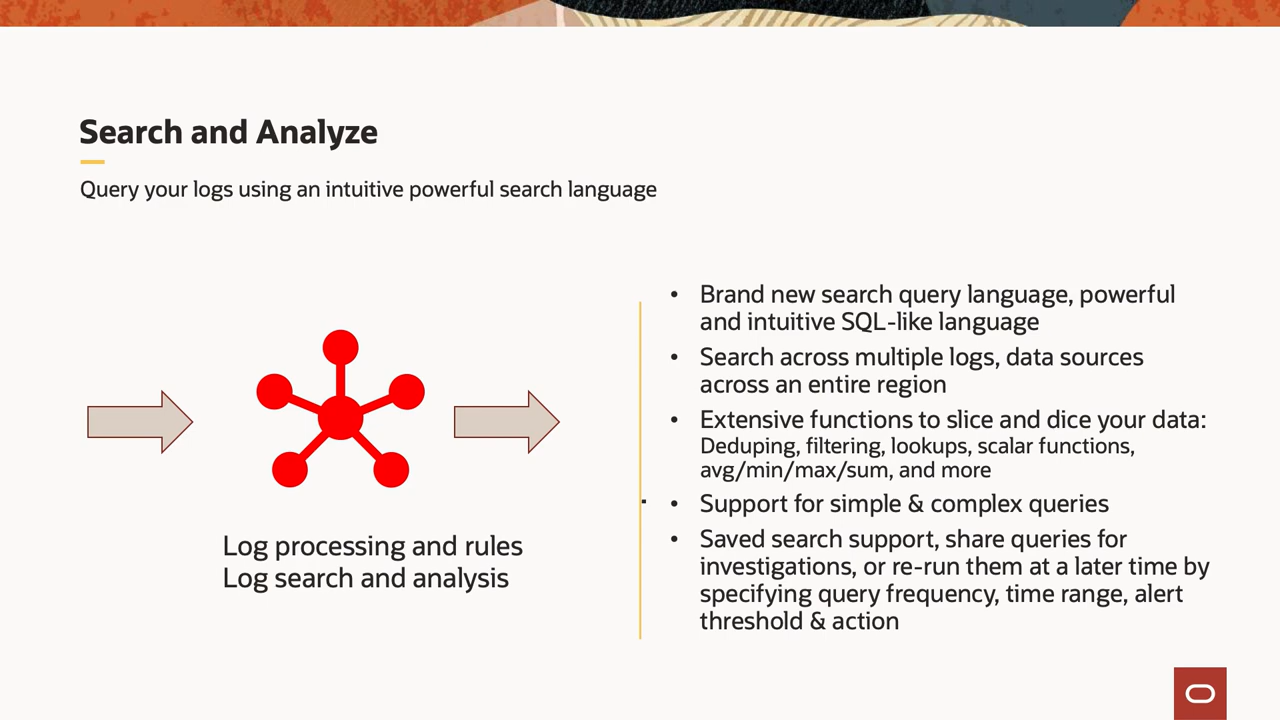 Search and Analyze
Query your logs using an intuitive powerful search language
Log processing and rules
Log search and analysis
• Brand new search query language, powerful
and intuitive SQL-like language
• Search across multiple logs, data sources
across an entire region
• Extensive functions to slice and dice your data:
Deduping, filtering, lookups, scalar functions,
avg/min/max/sum, and more
• Support for simple & complex queries
• Saved search support, share queries for
investigations, or re-run them at a later time by
specifying query frequency, time range, alert
threshold & action